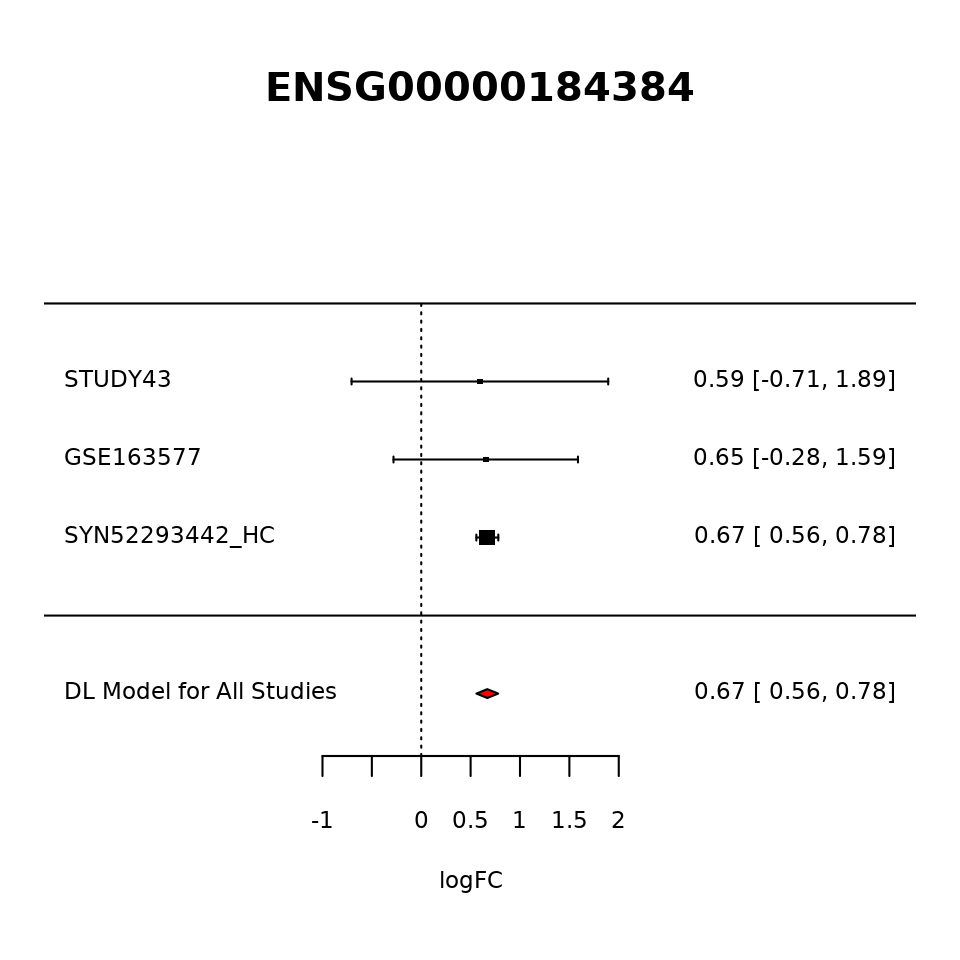 ENSG00000184384
STUDY43 0.59 [-0.71, 1.89]
GSE163577 0.65 [-0.28, 1.59]
SYN52293442_HC 0.67 [ 0.56, 0.78]
DL Model for All Studies 0.67 [ 0.56, 0.78]
-1 0 0.5 1 1.5 2
logFC